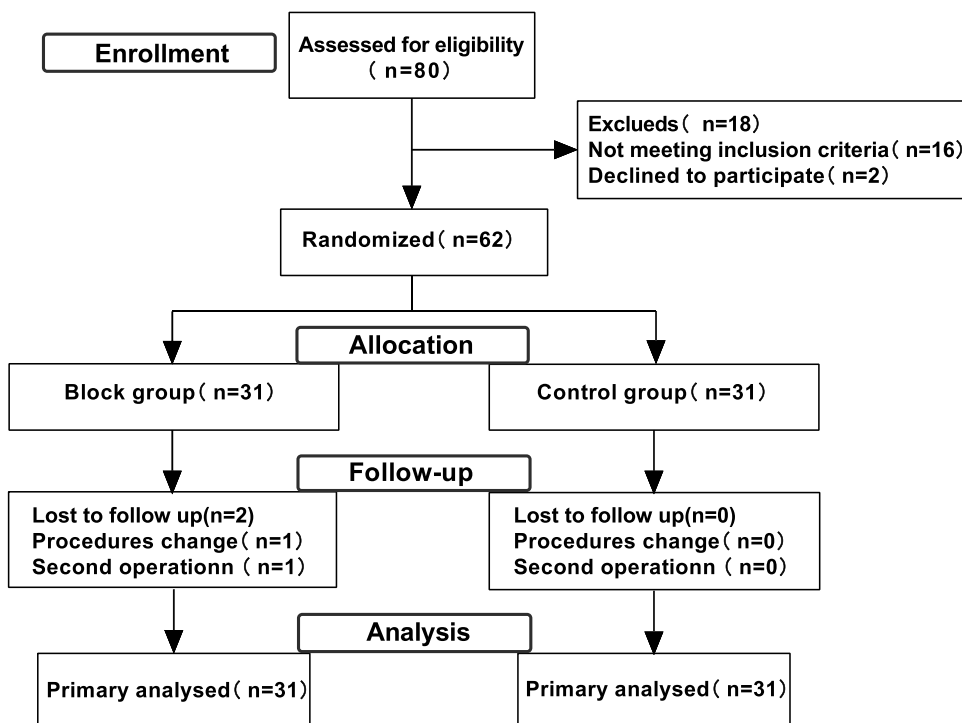 Enrollment
Assessed for eligibility
( n=80)
Exclueds( n=18)
Not meeting inclusion criteria( n=16)
Declined to participate( n=2)
Randomized( n=62)
Allocation
Block group( n=31)
Control group( n=31)
Follow-up
Lost to follow up(n=2)
Procedures change( n=1)
Second operationn ( n=1)
Lost to follow up(n=0)
Procedures change( n=0)
Second operationn ( n=0)
Analysis
Primary analysed( n=31)
Primary analysed( n=31)